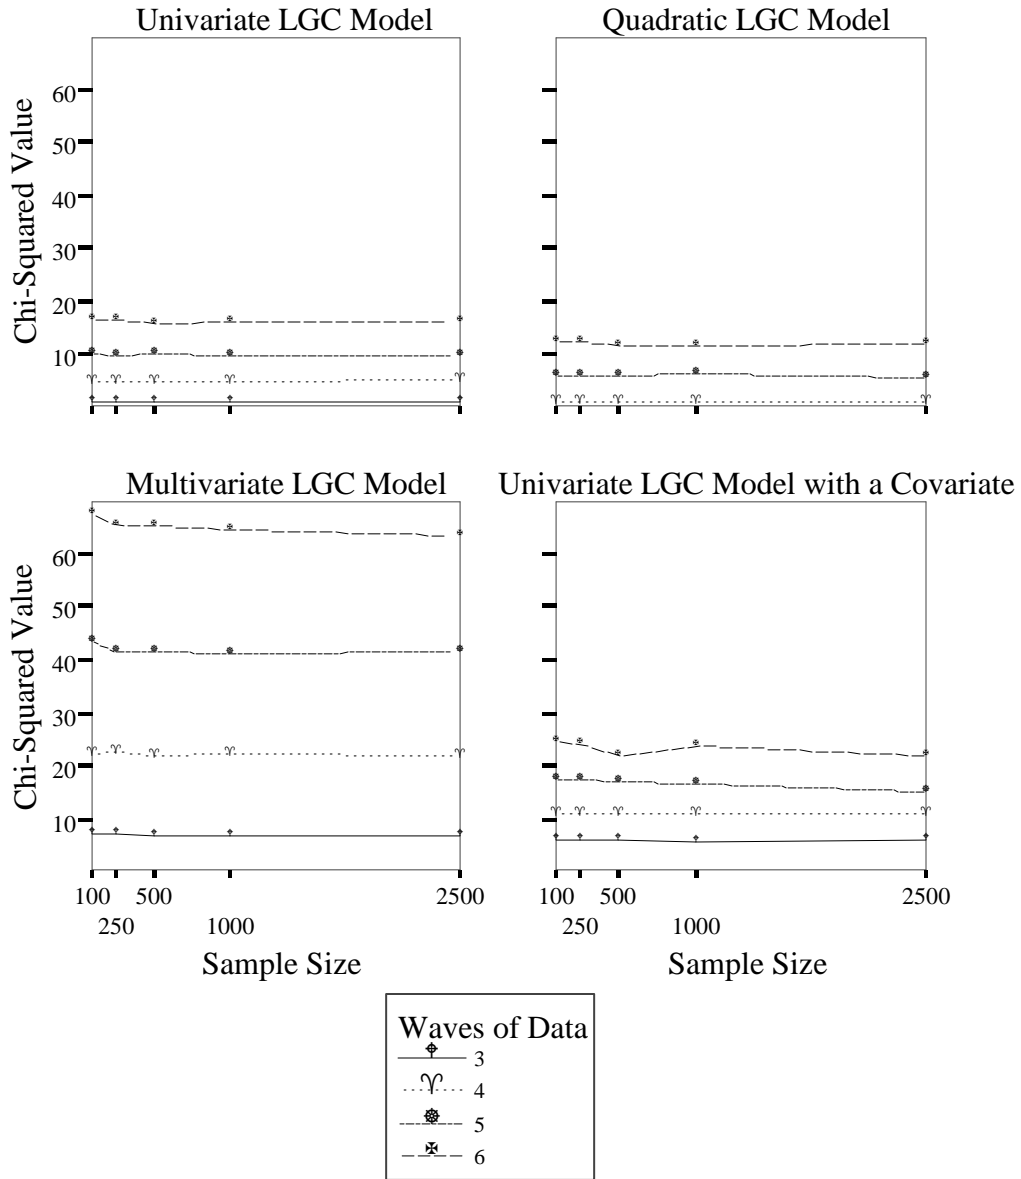 Univariate LGC Model
Quadratic LGC Model
Chi-Squared Value
60
50
40
30
20
10
Multivariate LGC Model
Univariate LGC Model with a Covariate
Chi-Squared Value
60
50
40
30
20
10
100 500 2500
250 1000
Sample Size
100 500 2500
250 1000
Sample Size
Waves of Data
3
4
5
6